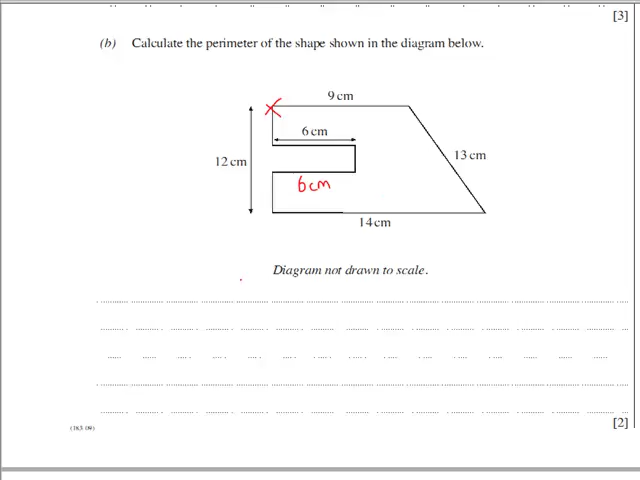 [3]
(b) Calculate the perimeter of the shape shown in the diagram below.
9 cm
6 cm
12 cm
13 cm
6cm
14 cm
Diagram not drawn to scale.
[2]